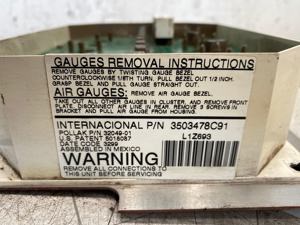 GAUGES REMOVAL INSTRUCTIONS
REMOVE GAUGES BY TWISTING GAUGE BEZEL
COUNTERCLOCKWISE 1/8TH TURN. PULL BEZEL OUT 1/2 INCH.
GRASP BEZEL AND PULL GAUGE STRAIGHT OUT.
AIR GAUGES: REMOVE AIR GAUGE BEZEL.
TAKE OUT ALL OTHER GAUGES IN CLUSTER, AND REMOVE FRONT
PLATE, DISCONNECT AIR LINE IN REAR. REMOVE 3 SCREWS IN
BRACKET AND PULL AIR GAUGE FROM HOUSING.
INTERNACIONAL P/N 3503478C91
POLLAK P/N 32049-01
L1Z693
U.S. PATENT 5018087
DATE CODE 3299
ASSEMBLED IN MEXICO
WARNING
REMOVE ALL CONNECTIONS TO
THIS UNIT BEFORE SERVICING